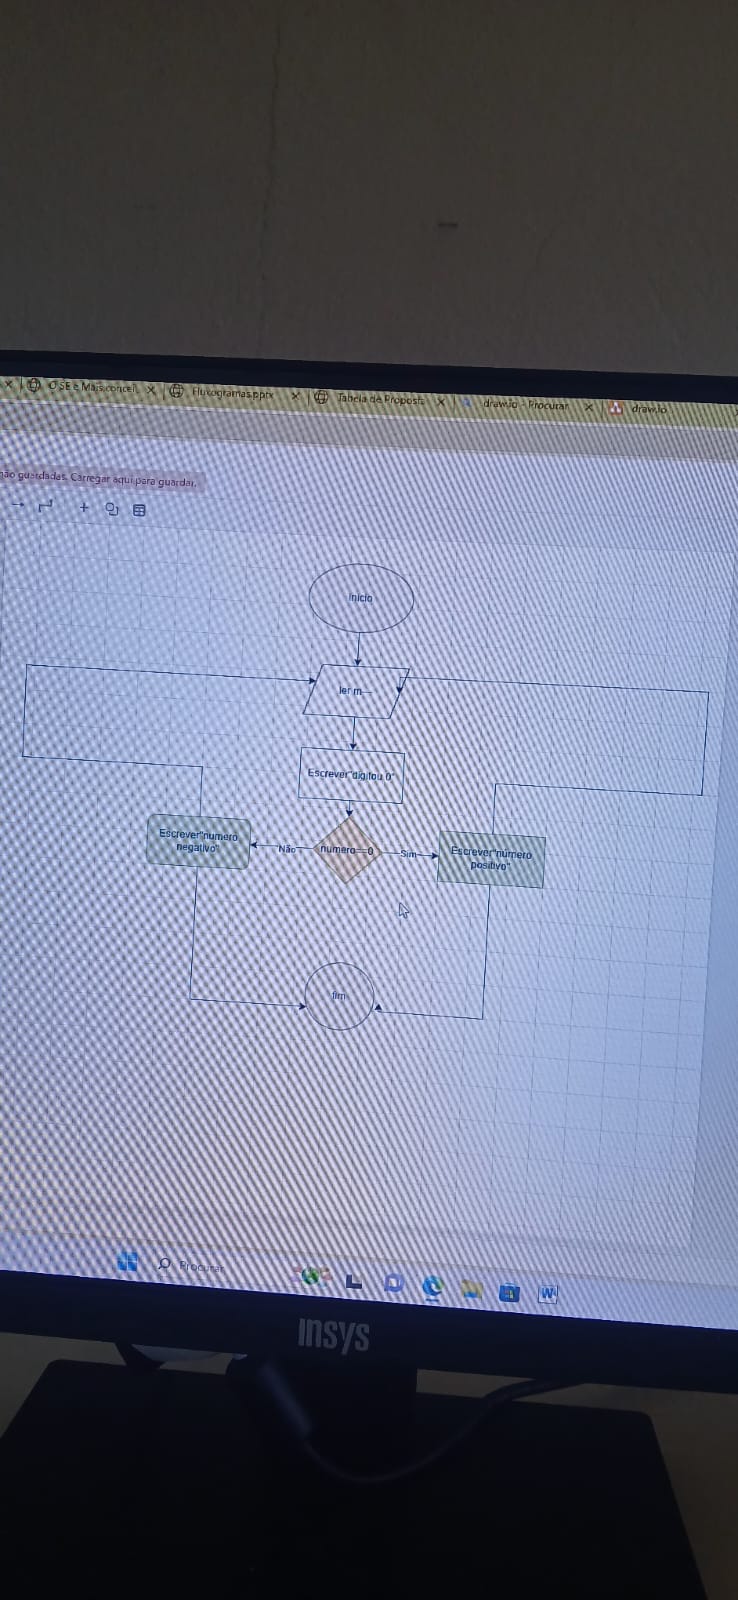 O SE e Mais.concei
Fluxogramas.pptx
Tabela de Proposta
draw.io - Procurar
draw.io
não guardadas. Carregar aqui para guardar.
inicio
ler m
Escrever"digitou 0"
Escrever"numero
negativo"
Não
numero==0
Sim
Escrever"número
positivo"
fim
Procurar
INSYS